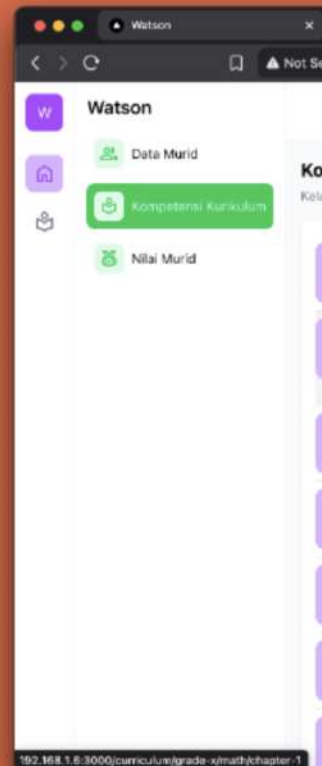 Watson
Not Se
W
Watson
Data Murid
Ko
Kela
Kompetensi Kurikulum
Nilai Murid
192.168.1.6:3000/curriculum/grade-x/math/chapter-1